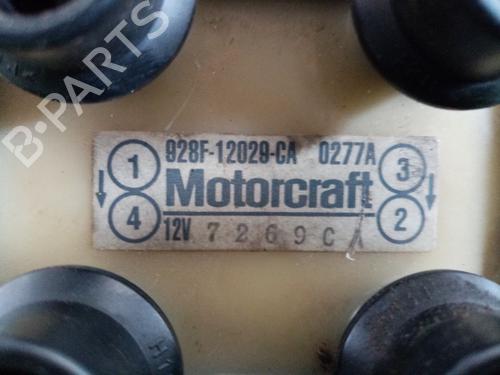 B-PARTS
928F-12029-CA 0277A
1 Motorcraft 3
4 12V 7269C 2